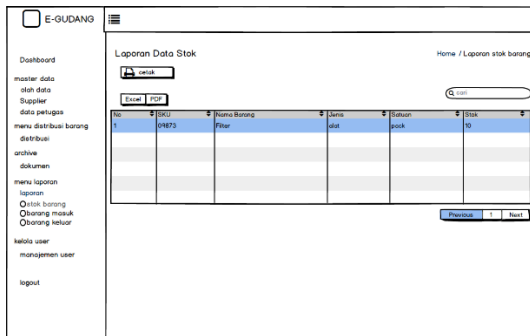 E-GUDANG
Dashboard
master data
olah data
Supplier
data petugas
menu distribusi barang
distribusi
archive
dokumen
menu laporan
laporan
stok barang
barang masuk
barang keluar
kelola user
manajemen user
logout
Laporan Data Stok
Home / Laporan stok barang
cetak
Excel PDF
cari
No SKU Nama Barang Jenis Satuan Stok
1 09873 Filter alat pack 10
Previous 1 Next